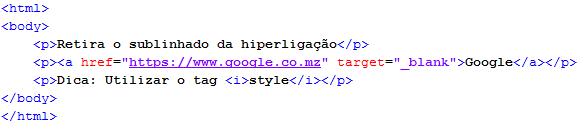 <html>
<body>
<p>Retira o sublinhado da hiperligação</p>
<p><a href="https://www.google.co.mz" target="_blank">Google</a></p>
<p>Dica: Utilizar o tag <i>style</i></p>
</body>
</html>